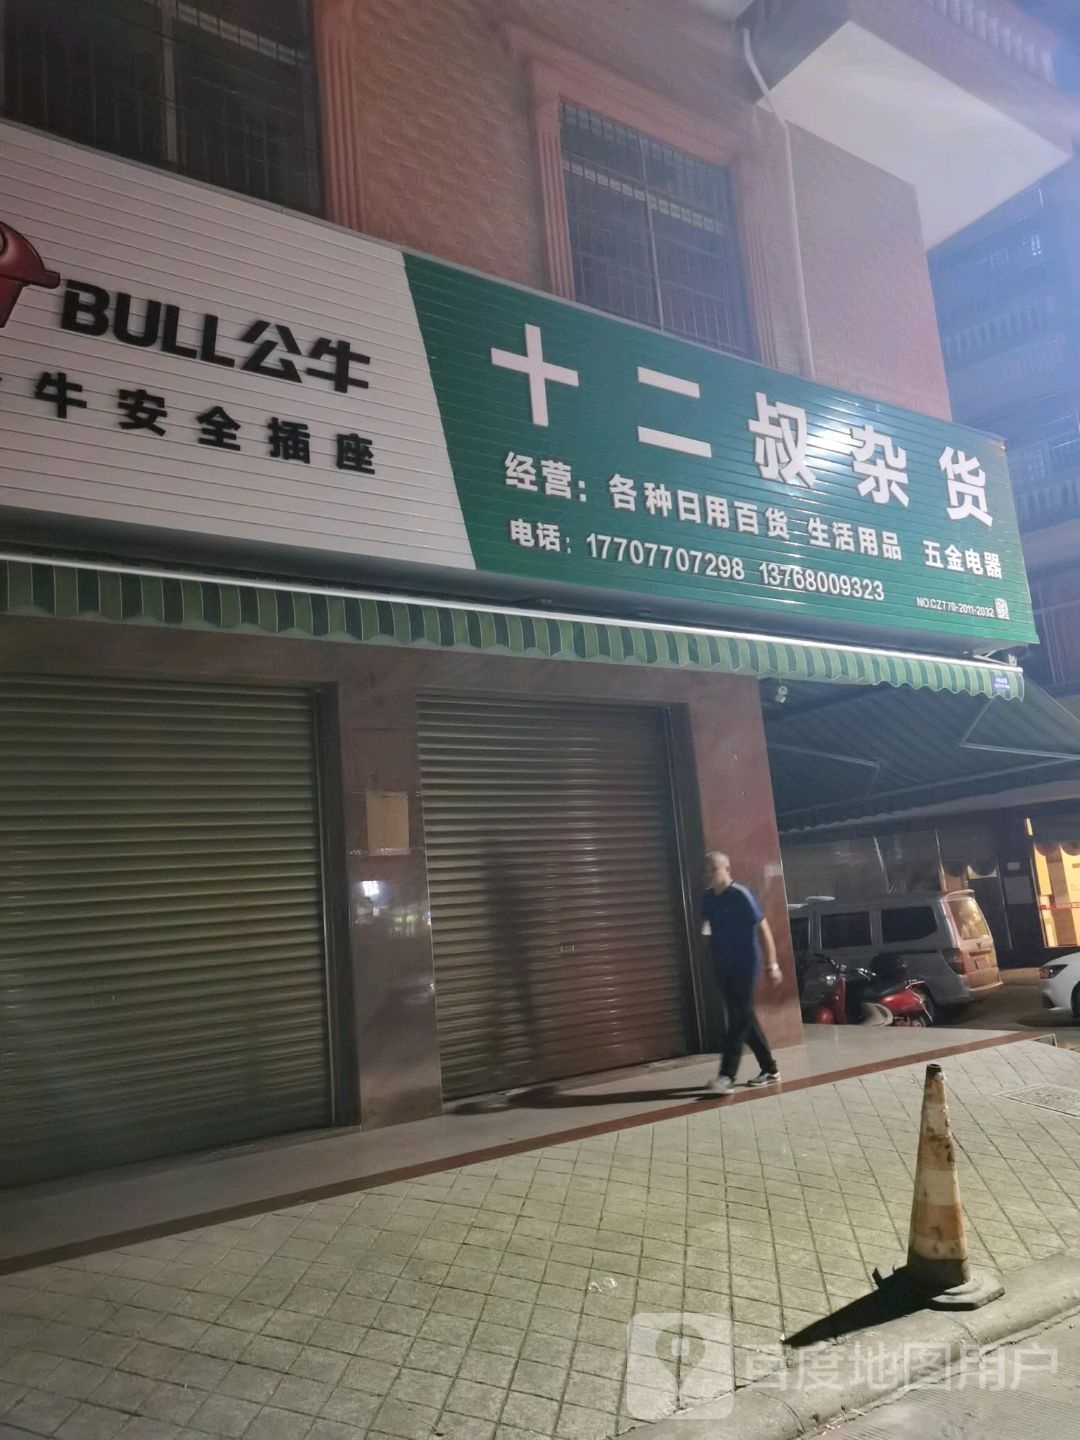 BULL公牛
牛安全插座
十二叔杂货
经营：各种日用百货 生活用品 五金电器
电话：17707707298 13768009323
NO.CZ770-2011-2032
百度地图用户